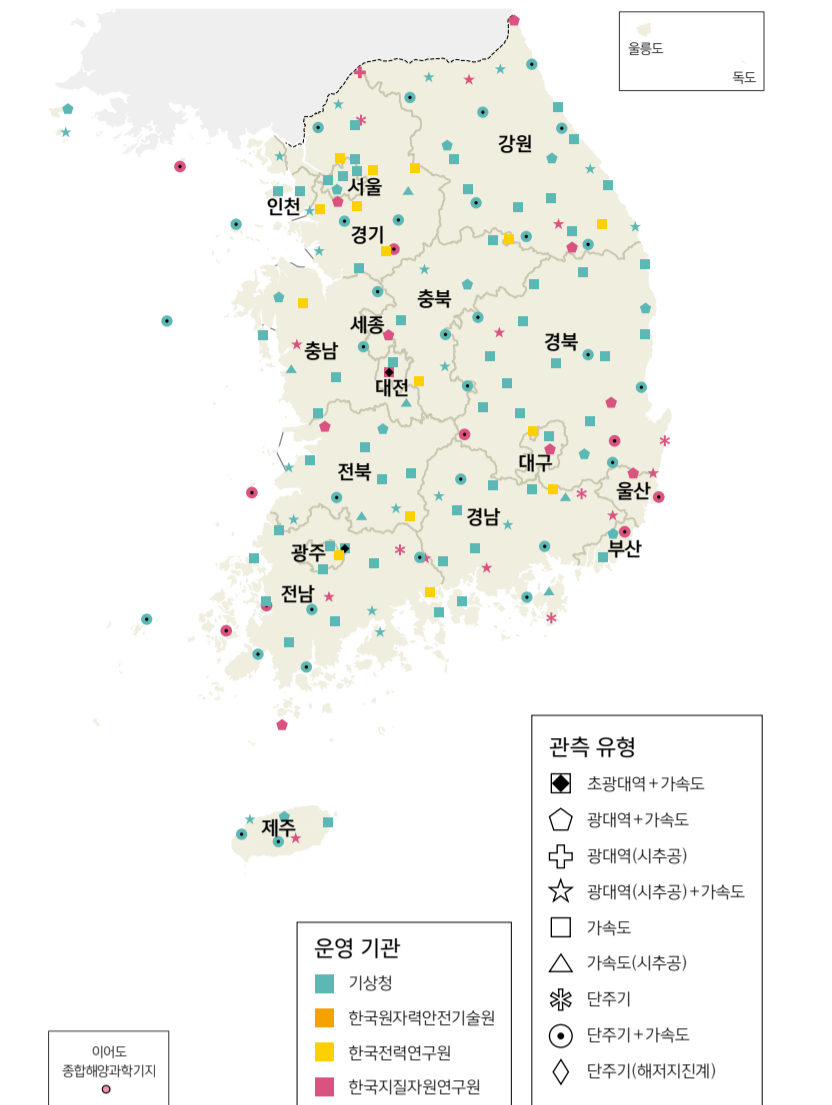 울릉도
독도
강원
서울
인천
경기
충북
세종
충남
경북
대전
대구
전북
울산
경남
부산
광주
전남
제주
관측 유형
초광대역+가속도
광대역+가속도
광대역(시추공)
광대역(시추공)+가속도
가속도
가속도(시추공)
단주기
단주기+가속도
단주기(해저지진계)
운영 기관
기상청
한국원자력안전기술원
한국전력연구원
한국지질자원연구원
이어도
종합해양과학기지